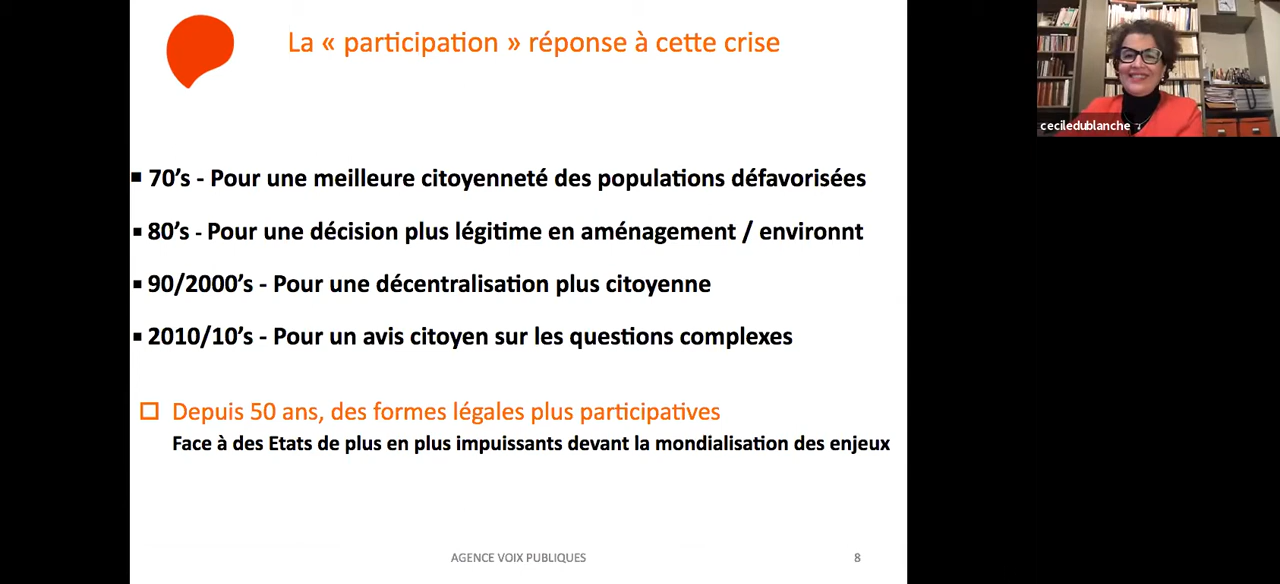 La « participation » réponse à cette crise
ceciledublanche
▪ 70’s - Pour une meilleure citoyenneté des populations défavorisées
▪ 80’s - Pour une décision plus légitime en aménagement / environnt
▪ 90/2000’s - Pour une décentralisation plus citoyenne
▪ 2010/10’s - Pour un avis citoyen sur les questions complexes
☐ Depuis 50 ans, des formes légales plus participatives
Face à des Etats de plus en plus impuissants devant la mondialisation des enjeux
AGENCE VOIX PUBLIQUES
8